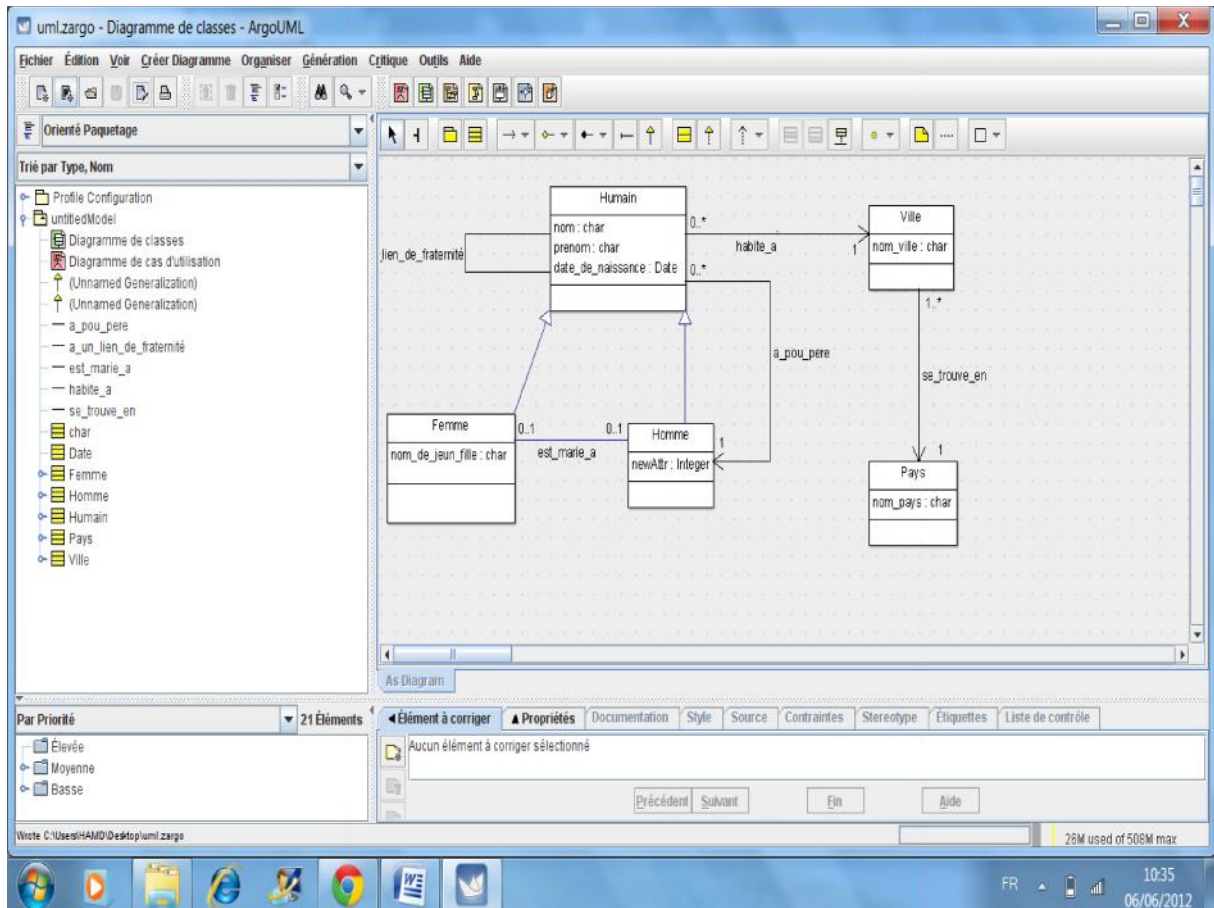 uml.zargo - Diagramme de classes - ArgoUML
Fichier Édition Voir Créer Diagramme Organiser Génération Critique Outils Aide
Orienté Paquetage
Trié par Type, Nom
Profile Configuration
untitledModel
Diagramme de classes
Diagramme de cas d'utilisation
(Unnamed Generalization)
(Unnamed Generalization)
a_pou_pere
a_un_lien_de_fraternité
est_marie_a
habite_a
se_trouve_en
char
Date
Femme
Homme
Humain
Pays
Ville
Humain
nom : char
prenom : char
date_de_naissance : Date
_lien_de_fraternité
0..*
habite_a
1
0..*
Ville
nom_ville : char
1..*
a_pou_pere
se_trouve_en
Femme
nom_de_jeun_fille : char
0..1
0..1
est_marie_a
Homme
newAttr : Integer
1
1
Pays
nom_pays : char
As Diagram
Par Priorité
21 Éléments
Élevée
Moyenne
Basse
Élément à corriger Propriétés Documentation Style Source Contraintes Stereotype Étiquettes Liste de contrôle
Aucun élément à corriger sélectionné
Précédent Suivant Fin Aide
Wrote C:\Users\HAMD\Desktop\uml.zargo
26M used of 508M max
FR
10:35
06/06/2012